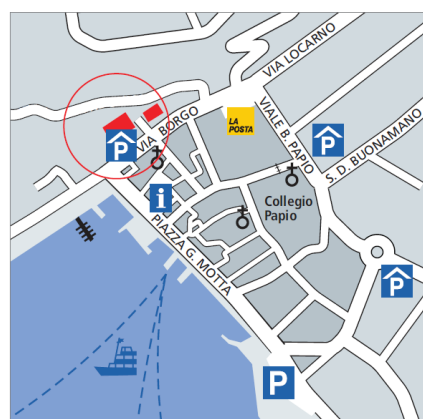 VIA LOCARNO
VIA BORGO
LA
POSTA
VIALE B. PAPIO
P
P
S. D. BUONAMANO
i
Collegio
Papio
PIAZZA G. MOTTA
P
P